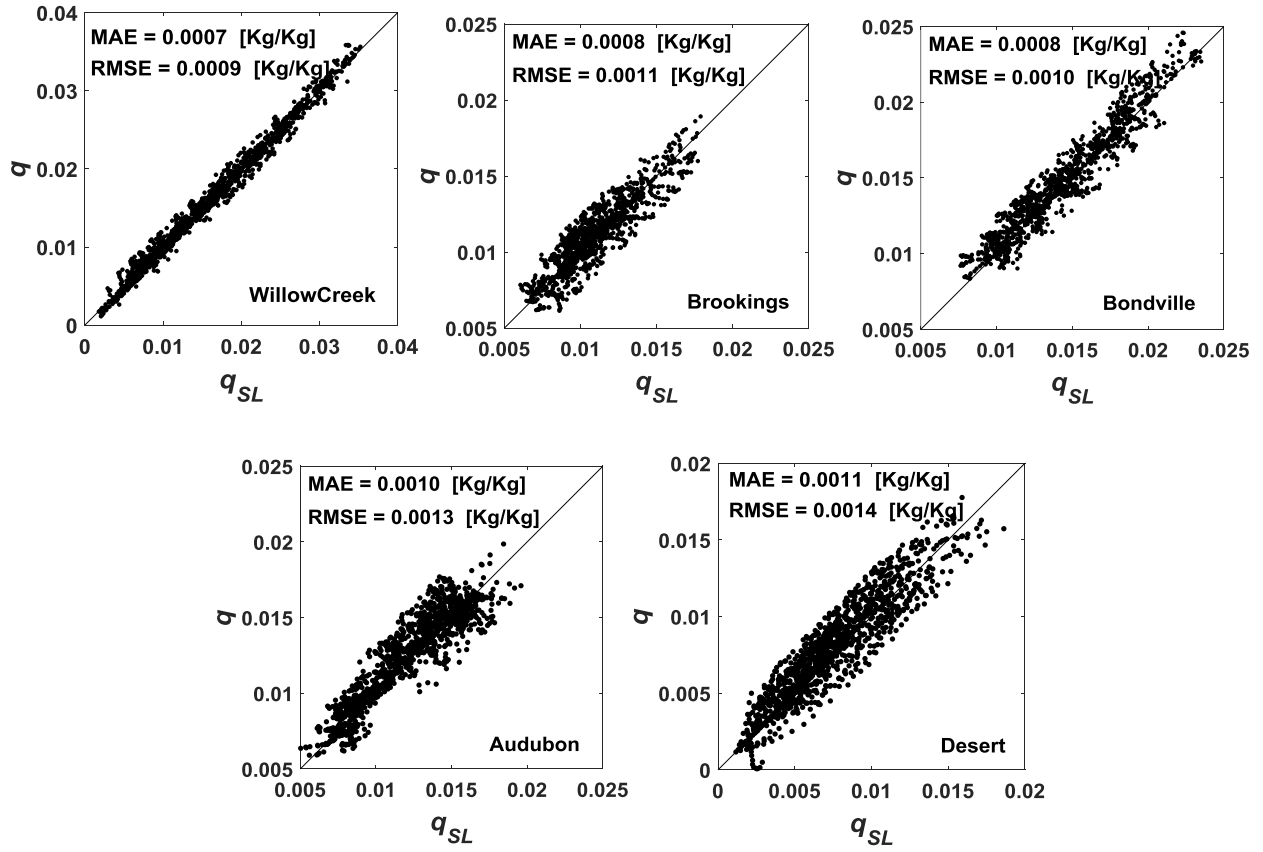 0.04
MAE = 0.0007 [Kg/Kg]
RMSE = 0.0009 [Kg/Kg]
0.03
q
0.02
0.01
WillowCreek
0
0 0.01 0.02 0.03 0.04
qSL
0.025
MAE = 0.0008 [Kg/Kg]
RMSE = 0.0011 [Kg/Kg]
0.02
q
0.015
0.01
Brookings
0.005
0.005 0.01 0.015 0.02 0.025
qSL
0.025
MAE = 0.0008 [Kg/Kg]
RMSE = 0.0010 [Kg/Kg]
0.02
q
0.015
0.01
Bondville
0.005
0.005 0.01 0.015 0.02 0.025
qSL
0.025
MAE = 0.0010 [Kg/Kg]
RMSE = 0.0013 [Kg/Kg]
0.02
q
0.015
0.01
Audubon
0.005
0.005 0.01 0.015 0.02 0.025
qSL
0.02
MAE = 0.0011 [Kg/Kg]
RMSE = 0.0014 [Kg/Kg]
0.015
q
0.01
0.005
Desert
0
0 0.005 0.01 0.015 0.02
qSL